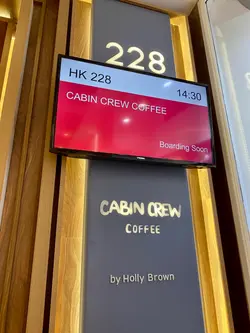 228
HK 228 14:30
CABIN CREW COFFEE
Boarding Soon
CABIN CREW
COFFEE
by Holly Brown